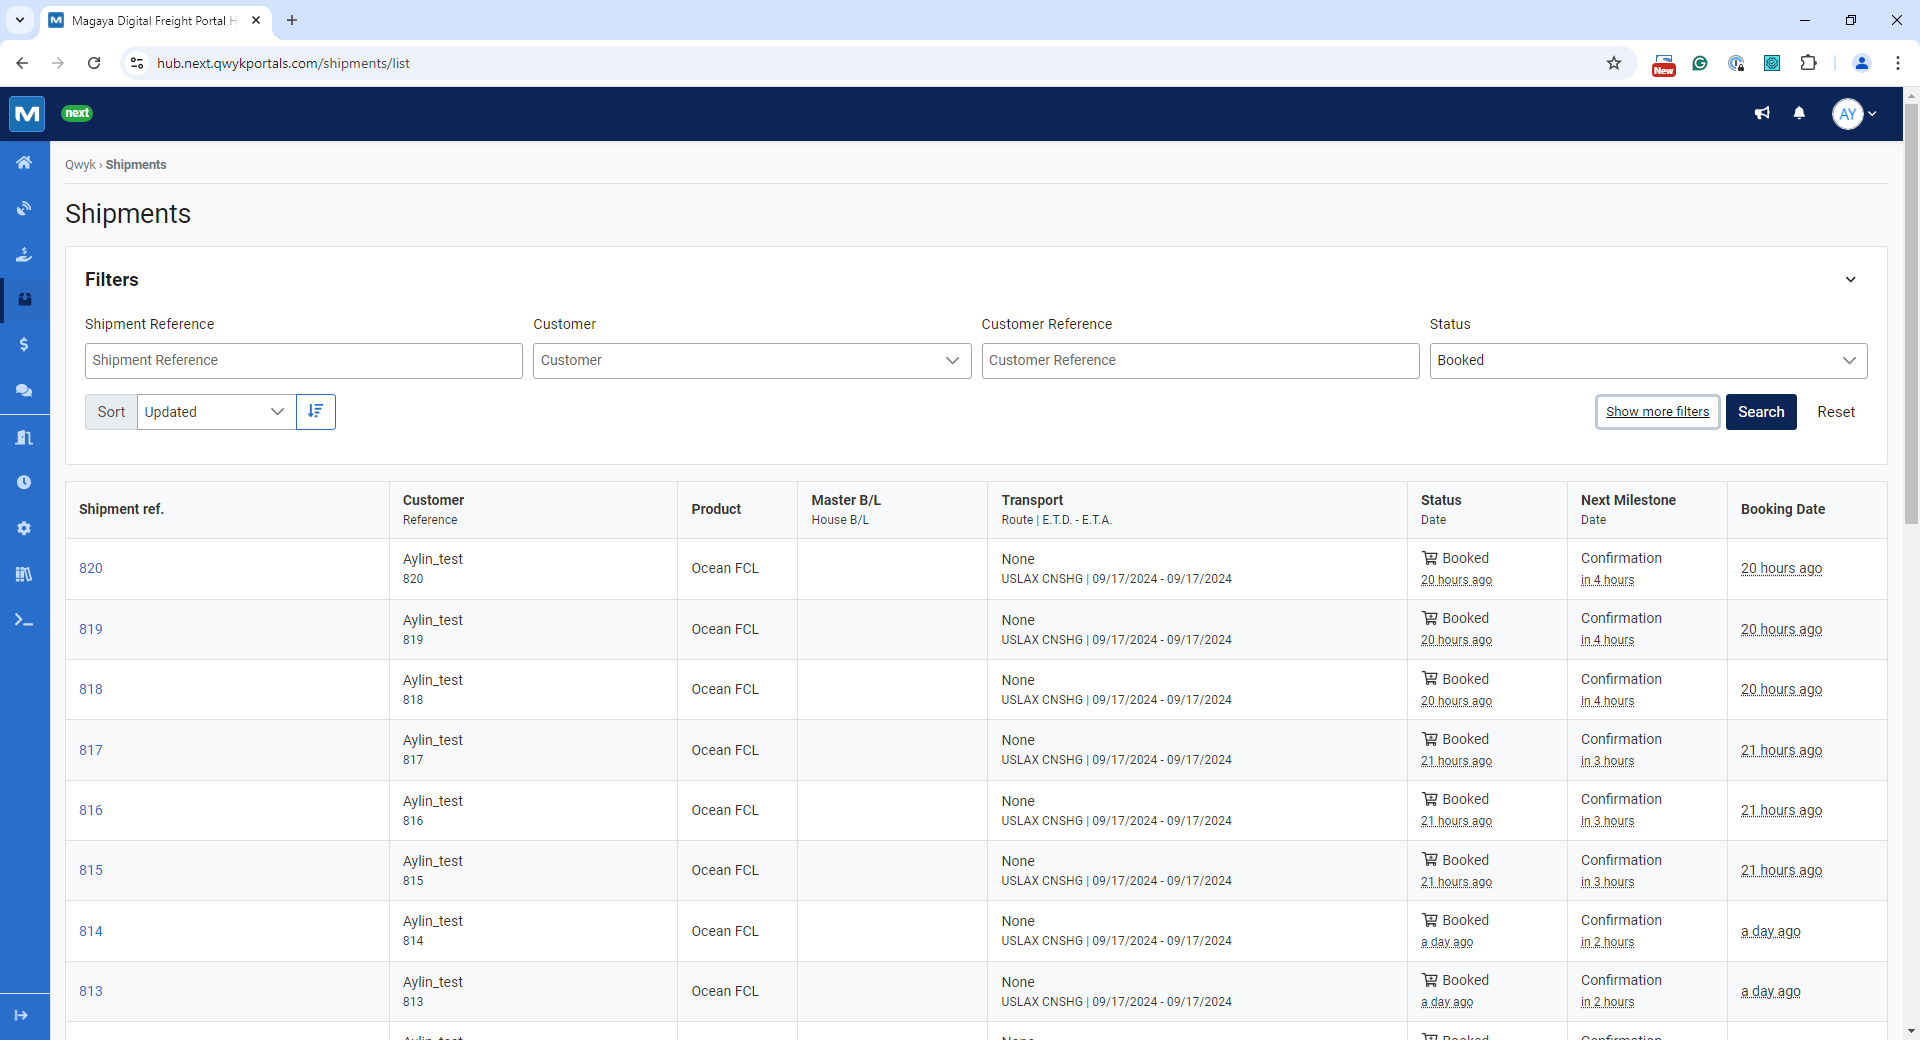 Magaya Digital Freight Portal H
hub.next.qwykportals.com/shipments/list
New
next
AY
Qwyk › Shipments
Shipments
Filters
Shipment Reference Customer Customer Reference Status
Shipment Reference Customer Customer Reference Booked
Sort Updated Show more filters Search Reset
Shipment ref. Customer Reference Product Master B/L House B/L Transport Route | E.T.D. - E.T.A. Status Date Next Milestone Date Booking Date
820 Aylin_test 820 Ocean FCL None USLAX CNSHG | 09/17/2024 - 09/17/2024 Booked 20 hours ago Confirmation in 4 hours 20 hours ago
819 Aylin_test 819 Ocean FCL None USLAX CNSHG | 09/17/2024 - 09/17/2024 Booked 20 hours ago Confirmation in 4 hours 20 hours ago
818 Aylin_test 818 Ocean FCL None USLAX CNSHG | 09/17/2024 - 09/17/2024 Booked 20 hours ago Confirmation in 4 hours 20 hours ago
817 Aylin_test 817 Ocean FCL None USLAX CNSHG | 09/17/2024 - 09/17/2024 Booked 21 hours ago Confirmation in 3 hours 21 hours ago
816 Aylin_test 816 Ocean FCL None USLAX CNSHG | 09/17/2024 - 09/17/2024 Booked 21 hours ago Confirmation in 3 hours 21 hours ago
815 Aylin_test 815 Ocean FCL None USLAX CNSHG | 09/17/2024 - 09/17/2024 Booked 21 hours ago Confirmation in 3 hours 21 hours ago
814 Aylin_test 814 Ocean FCL None USLAX CNSHG | 09/17/2024 - 09/17/2024 Booked a day ago Confirmation in 2 hours a day ago
813 Aylin_test 813 Ocean FCL None USLAX CNSHG | 09/17/2024 - 09/17/2024 Booked a day ago Confirmation in 2 hours a day ago